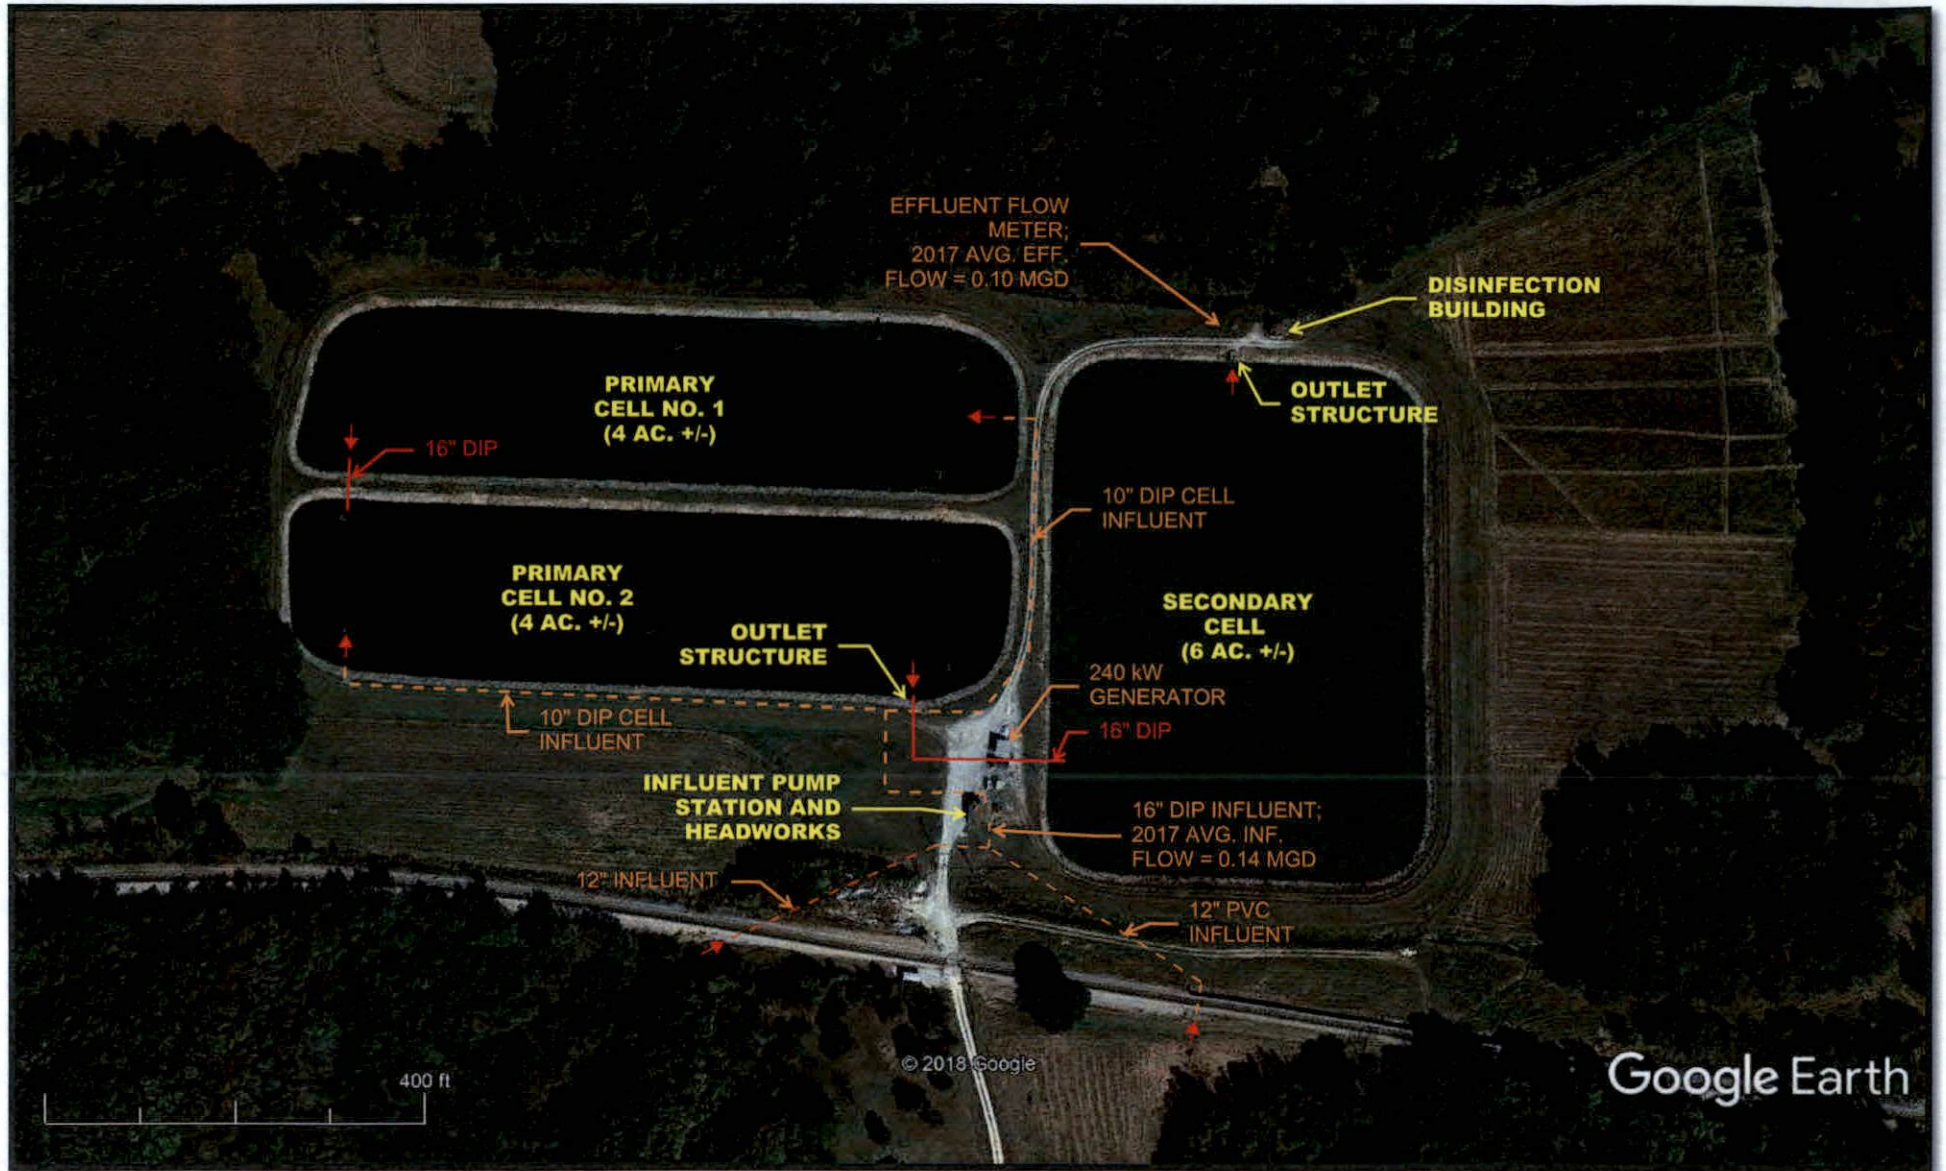 EFFLUENT FLOW
METER;
2017 AVG. EFF.
FLOW = 0.10 MGD
DISINFECTION
BUILDING
PRIMARY
CELL NO. 1
(4 AC. +/-)
OUTLET
STRUCTURE
16" DIP
10" DIP CELL
INFLUENT
PRIMARY
CELL NO. 2
(4 AC. +/-)
SECONDARY
CELL
(6 AC. +/-)
OUTLET
STRUCTURE
240 kW
GENERATOR
10" DIP CELL
INFLUENT
16" DIP
INFLUENT PUMP
STATION AND
HEADWORKS
16" DIP INFLUENT;
2017 AVG. INF.
FLOW = 0.14 MGD
12" INFLUENT
12" PVC
INFLUENT
© 2018 Google
400 ft
Google Earth